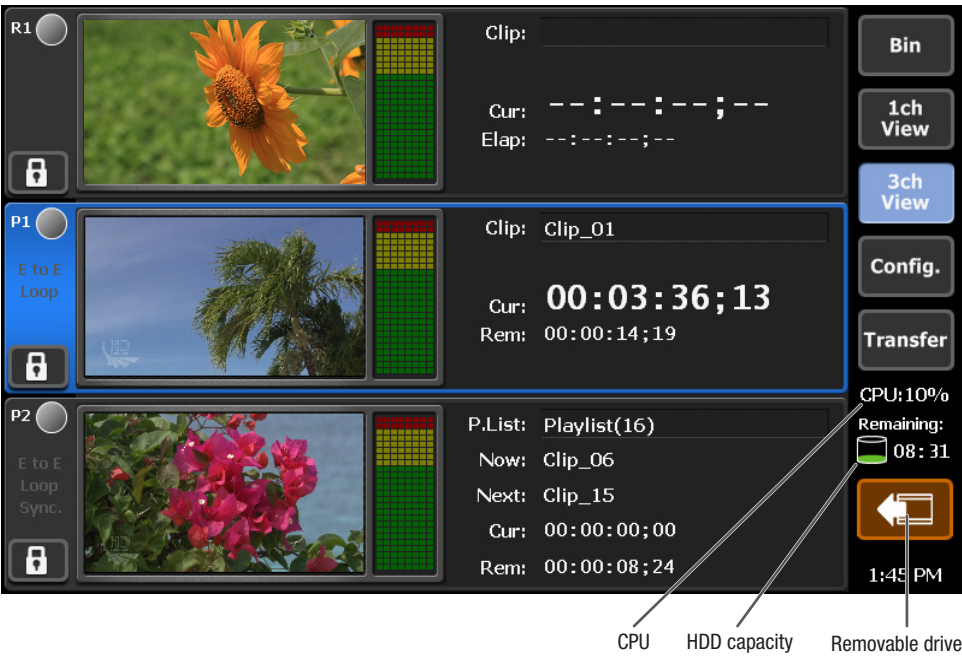 R1
Clip:
Cur: --:--:--;--
Elap: --:--:--;--
P1
E to E
Loop
Clip: Clip_01
Cur: 00:03:36;13
Rem: 00:00:14;19
HD
P2
E to E
Loop
Sync.
P.List: Playlist(16)
Now: Clip_06
Next: Clip_15
Cur: 00:00:00;00
Rem: 00:00:08;24
HD
Bin
1ch
View
3ch
View
Config.
Transfer
CPU:10%
Remaining:
08:31
1:45 PM
CPU
HDD capacity
Removable drive